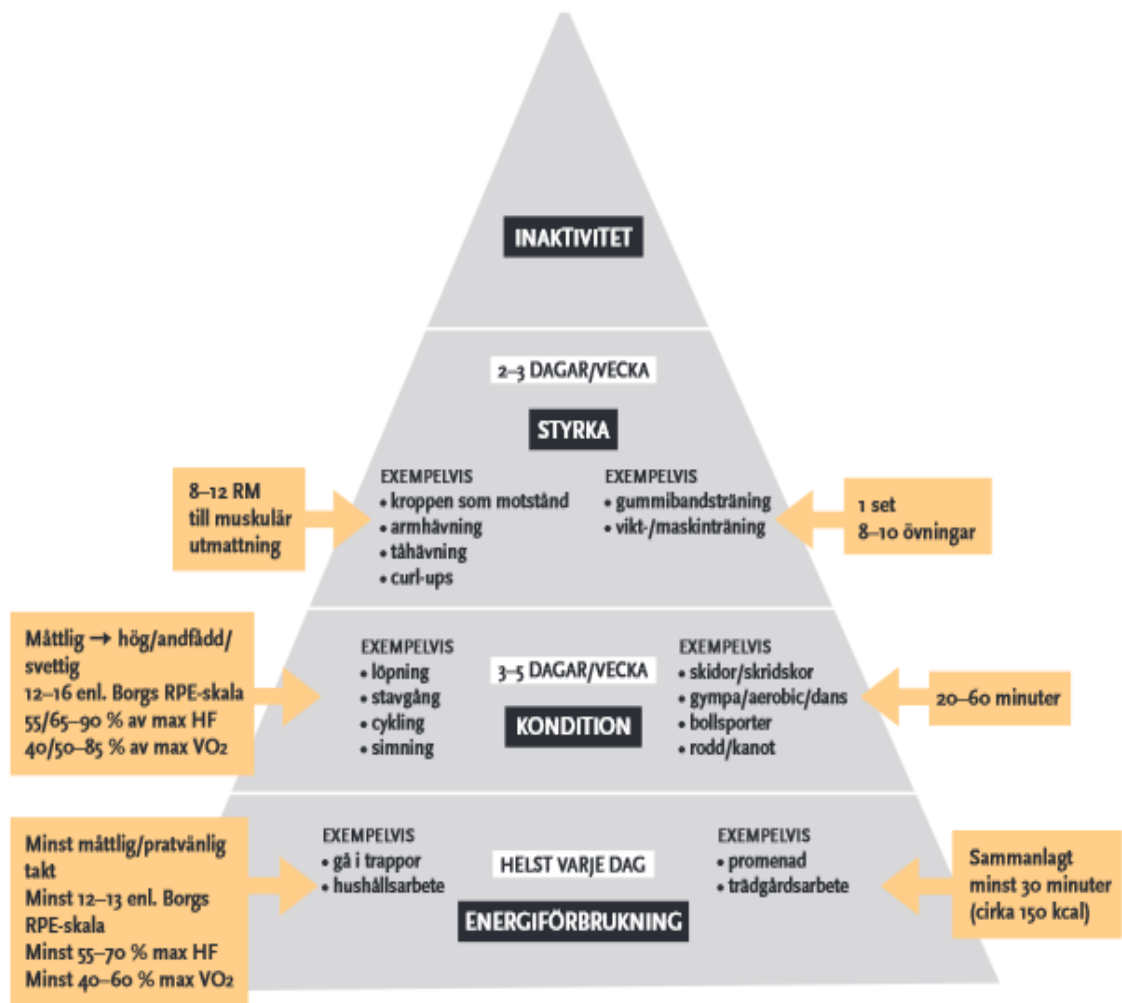 INAKTIVITET
2–3 DAGAR/VECKA
STYRKA
8–12 RM
till muskulär
utmattning
EXEMPELVIS
• kroppen som motstånd
• armhävning
• tåhävning
• curl-ups
EXEMPELVIS
• gummibandsträning
• vikt-/maskinträning
1 set
8–10 övningar
Måttlig → hög/andfådd/
svettig
12–16 enl. Borgs RPE-skala
55/65–90 % av max HF
40/50–85 % av max VO2
EXEMPELVIS
• löpning
• stavgång
• cykling
• simning
3–5 DAGAR/VECKA
KONDITION
EXEMPELVIS
• skidor/skridskor
• gympa/aerobic/dans
• bollsporter
• rodd/kanot
20–60 minuter
Minst måttlig/pratvänlig
takt
Minst 12–13 enl. Borgs
RPE-skala
Minst 55–70 % max HF
Minst 40–60 % max VO2
EXEMPELVIS
• gå i trappor
• hushållsarbete
HELST VARJE DAG
ENERGIFÖRBRUKNING
EXEMPELVIS
• promenad
• trädgårdsarbete
Sammanlagt
minst 30 minuter
(cirka 150 kcal)